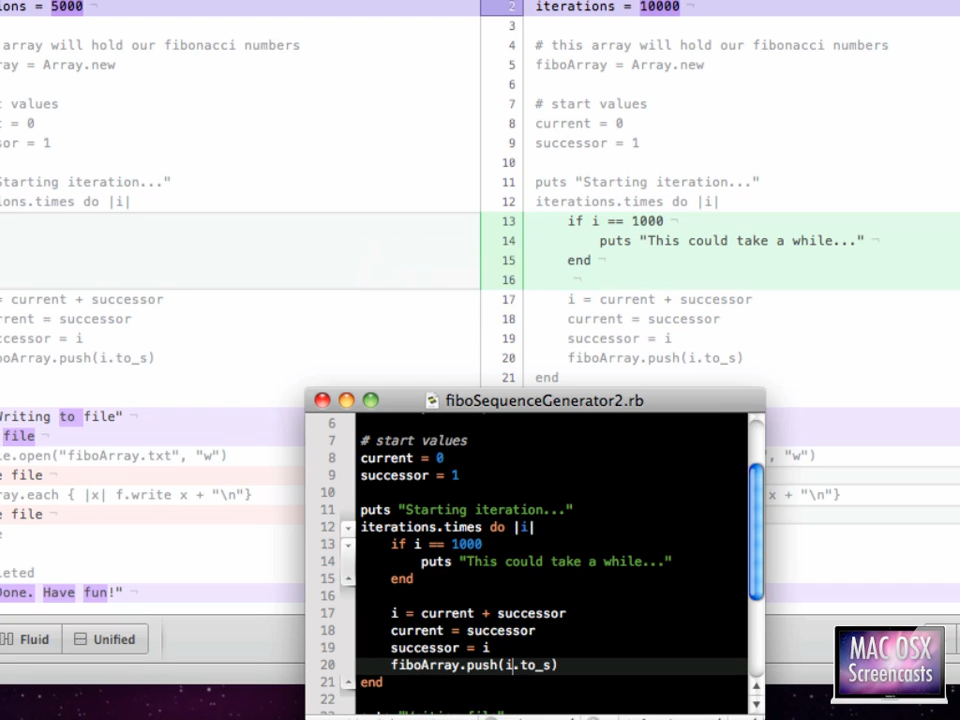 ions = 5000
array will hold our fibonacci numbers
ray = Array.new
t values
t = 0
sor = 1
Starting iteration..."
ions.times do |i|
= current + successor
rrent = successor
ccessor = i
boArray.push(i.to_s)
Writing to file"
file
le.open("fiboArray.txt", "w")
e file
ray.each { |x| f.write x + "\n"}
e file
e
leted
Done. Have fun!"
Fluid
Unified
2 iterations = 10000
3
4 # this array will hold our fibonacci numbers
5 fiboArray = Array.new
6
7 # start values
8 current = 0
9 successor = 1
10
11 puts "Starting iteration..."
12 iterations.times do |i|
13 if i == 1000
14 puts "This could take a while..."
15 end
16
17 i = current + successor
18 current = successor
19 successor = i
20 fiboArray.push(i.to_s)
21 end
, "w")
x + "\n"}
fiboSequenceGenerator2.rb
6
7 # start values
8 current = 0
9 successor = 1
10
11 puts "Starting iteration..."
12 iterations.times do |i|
13 if i == 1000
14 puts "This could take a while..."
15 end
16
17 i = current + successor
18 current = successor
19 successor = i
20 fiboArray.push(i.to_s)
21 end
22
MAC OSX
Screencasts